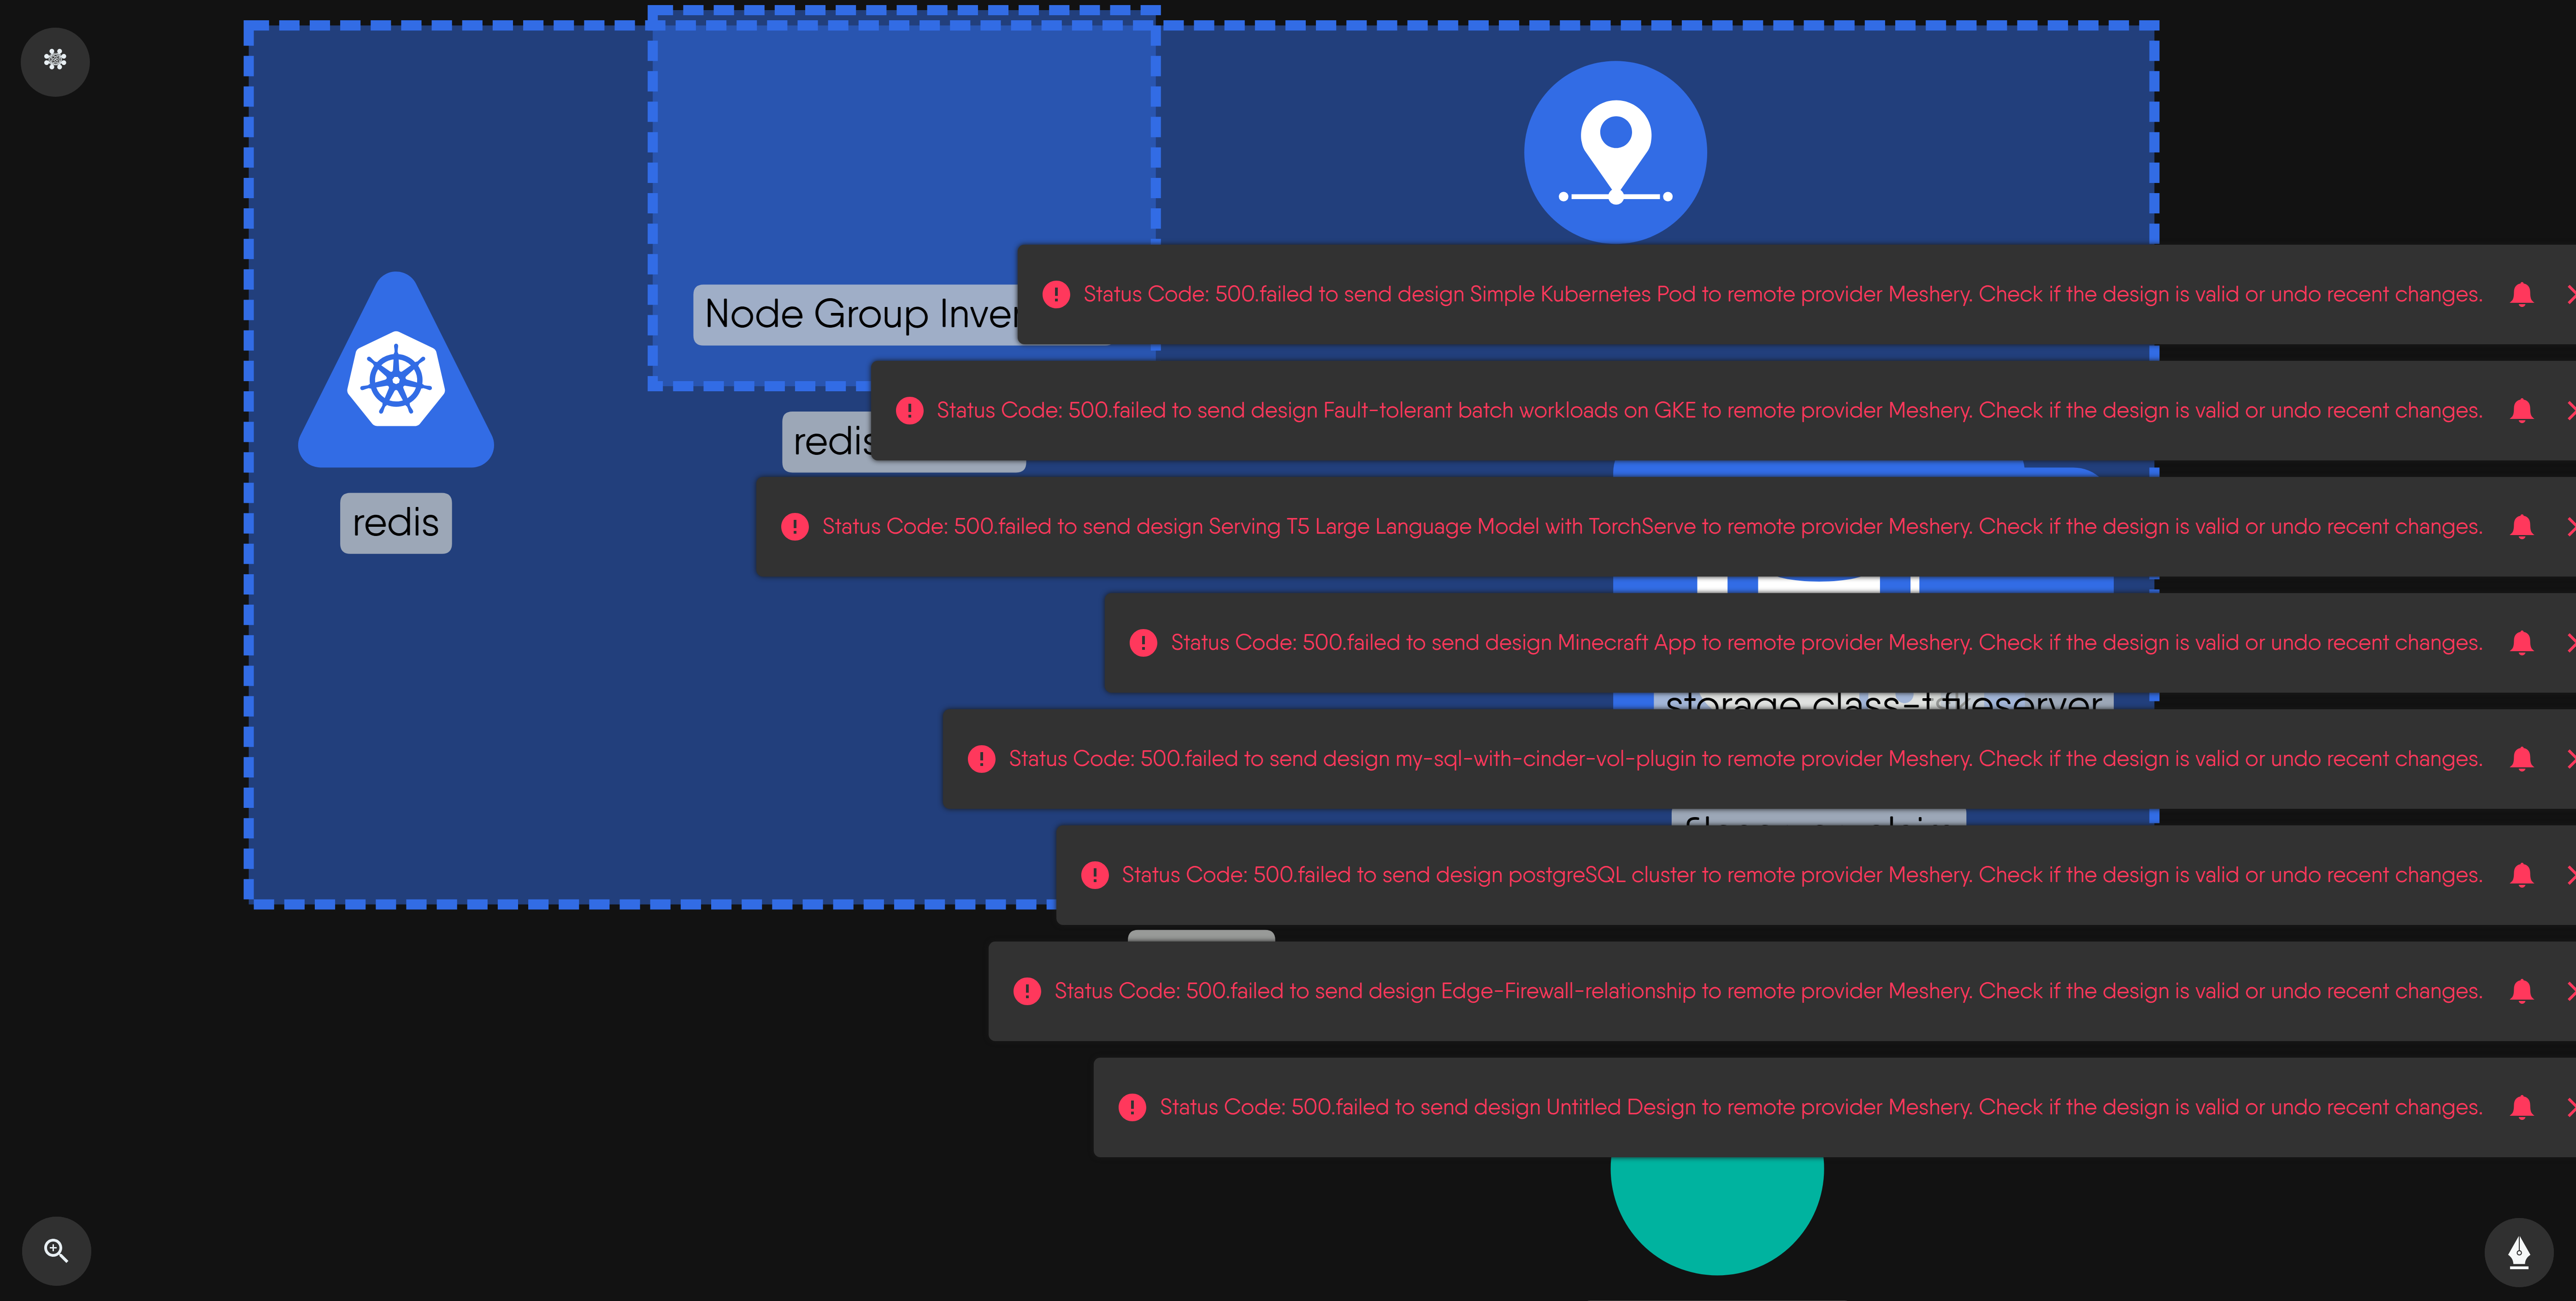 Node Group Inver
Status Code: 500.failed to send design Simple Kubernetes Pod to remote provider Meshery. Check if the design is valid or undo recent changes.
Status Code: 500.failed to send design Fault-tolerant batch workloads on GKE to remote provider Meshery. Check if the design is valid or undo recent changes.
redis
redis
Status Code: 500.failed to send design Serving T5 Large Language Model with TorchServe to remote provider Meshery. Check if the design is valid or undo recent changes.
Status Code: 500.failed to send design Minecraft App to remote provider Meshery. Check if the design is valid or undo recent changes.
storage class-
fileserver
Status Code: 500.failed to send design my-sql-with-cinder-vol-plugin to remote provider Meshery. Check if the design is valid or undo recent changes.
Status Code: 500.failed to send design postgreSQL cluster to remote provider Meshery. Check if the design is valid or undo recent changes.
Status Code: 500.failed to send design Edge-Firewall-relationship to remote provider Meshery. Check if the design is valid or undo recent changes.
Status Code: 500.failed to send design Untitled Design to remote provider Meshery. Check if the design is valid or undo recent changes.